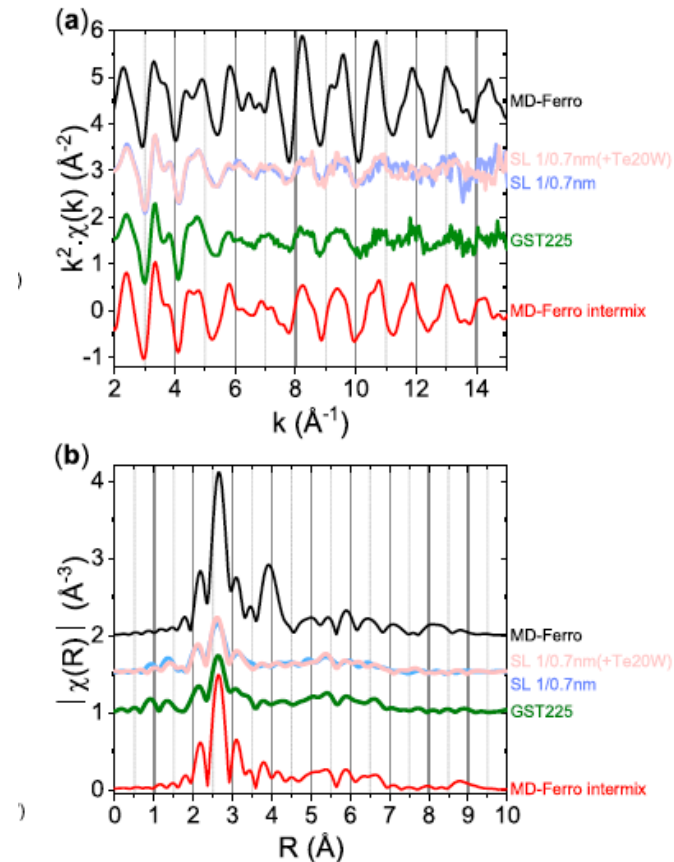 (a)
6
5
4
3
2
1
0
-1
k².χ(k) (Å⁻²)
MD-Ferro
SL 1/0.7nm(+Te20W)
SL 1/0.7nm
GST225
MD-Ferro intermix
)
2 4 6 8 10 12 14
k (Å⁻¹)
(b)
4
3
2
1
0
|χ(R)| (Å⁻³)
MD-Ferro
SL 1/0.7nm(+Te20W)
SL 1/0.7nm
GST225
MD-Ferro intermix
)
0 1 2 3 4 5 6 7 8 9 10
R (Å)